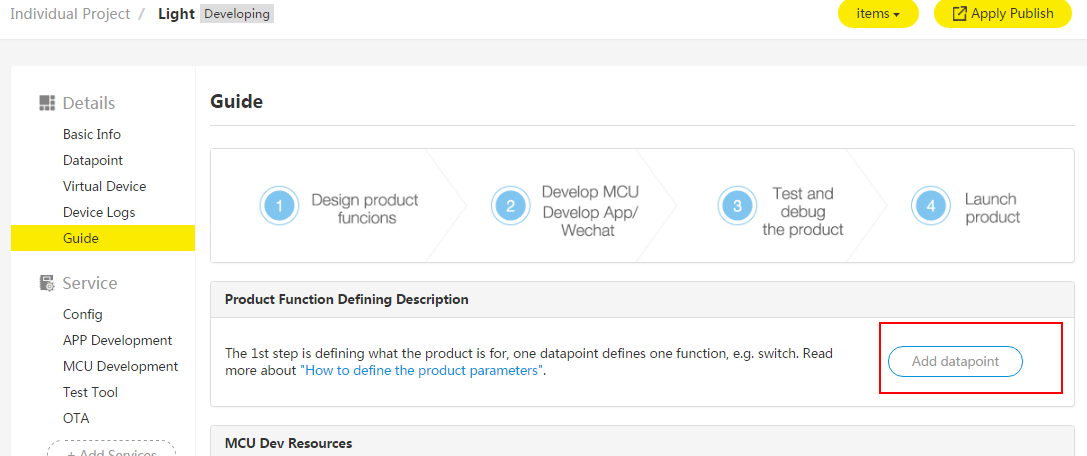 Individual Project / Light Developing
items
Apply Publish
Details
Basic Info
Datapoint
Virtual Device
Device Logs
Guide
Service
Config
APP Development
MCU Development
Test Tool
OTA
+ Add Services
Guide
1
Design product
funcions
2
Develop MCU
Develop App/
Wechat
3
Test and
debug
the product
4
Launch
product
Product Function Defining Description
The 1st step is defining what the product is for, one datapoint defines one function, e.g. switch. Read
more about "How to define the product parameters".
Add datapoint
MCU Dev Resources